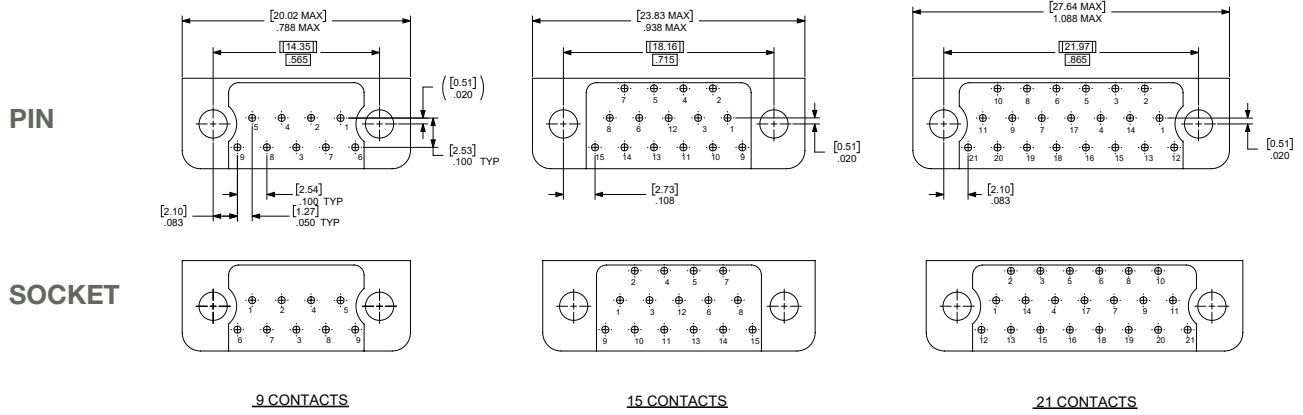 [20.02 MAX]
.788 MAX
[14.35]
.565
[0.51]
.020
PIN
5 4 2 1
9 8 3 7 6
[2.53]
.100 TYP
[2.54]
.100 TYP
[2.10]
.083
[1.27]
.050 TYP
[23.83 MAX]
.938 MAX
[18.16]
.715
7 5 4 2
8 6 12 3 1
15 14 13 11 10 9
[0.51]
.020
[2.73]
.108
[27.64 MAX]
1.088 MAX
[21.97]
.865
10 8 6 5 3 2
11 9 7 17 4 14 1
21 20 19 18 16 15 13 12
[0.51]
.020
[2.10]
.083
SOCKET
1 2 4 5
6 7 3 8 9
2 4 5 7
1 3 12 6 8
9 10 11 13 14 15
2 3 5 6 8 10
1 14 4 17 7 9 11
12 13 15 16 18 19 20 21
9 CONTACTS
15 CONTACTS
21 CONTACTS